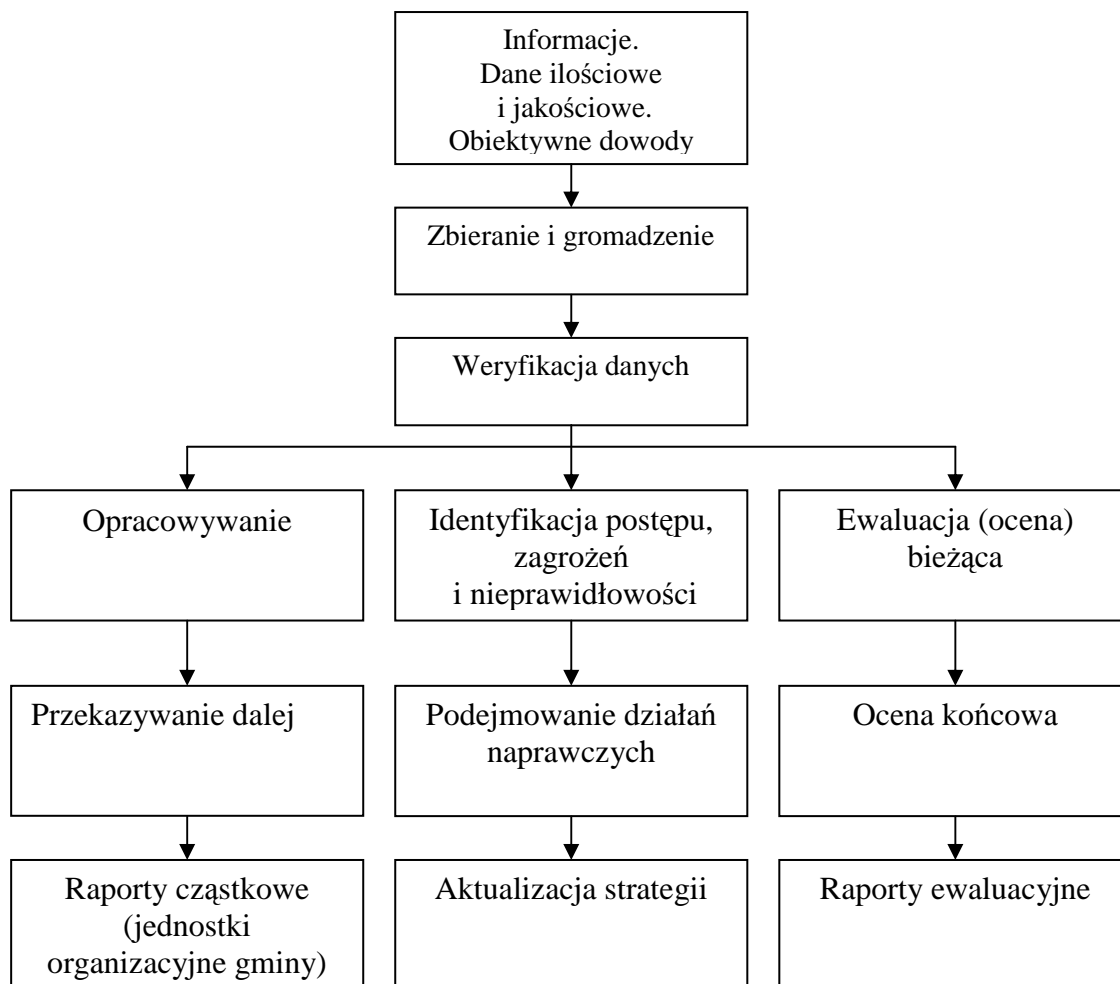 Informacje.
Dane ilościowe
i jakościowe.
Obiektywne dowody
Zbieranie i gromadzenie
Weryfikacja danych
Opracowywanie
Identyfikacja postępu,
zagrożeń
i nieprawidłowości
Ewaluacja (ocena)
bieżąca
Przekazywanie dalej
Podejmowanie działań
naprawczych
Ocena końcowa
Raporty cząstkowe
(jednostki
organizacyjne gminy)
Aktualizacja strategii
Raporty ewaluacyjne